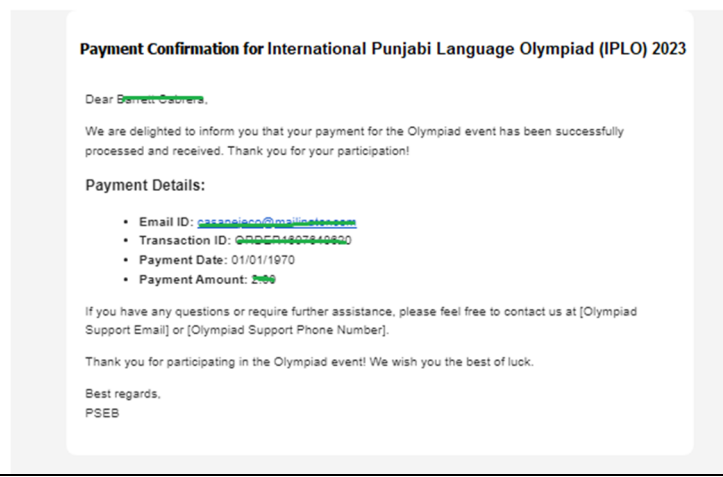 Payment Confirmation for International Punjabi Language Olympiad (IPLO) 2023
Dear
We are delighted to inform you that your payment for the Olympiad event has been successfully
processed and received. Thank you for your participation!
Payment Details:
• Email ID:
• Transaction ID:
• Payment Date: 01/01/1970
• Payment Amount:
If you have any questions or require further assistance, please feel free to contact us at [Olympiad
Support Email] or [Olympiad Support Phone Number].
Thank you for participating in the Olympiad event! We wish you the best of luck.
Best regards,
PSEB